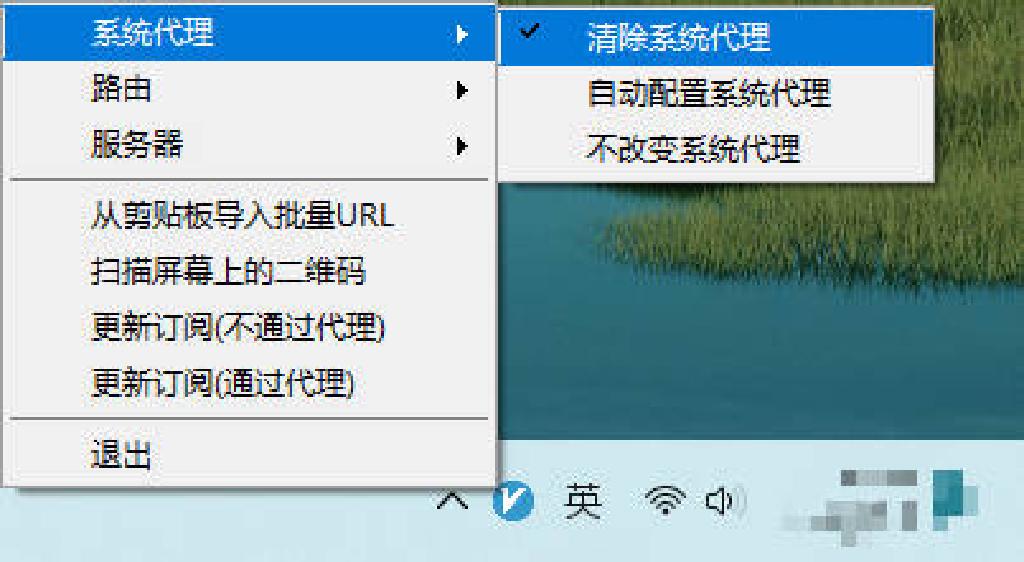 系统代理
路由
服务器
从剪贴板导入批量URL
扫描屏幕上的二维码
更新订阅(不通过代理)
更新订阅(通过代理)
退出
清除系统代理
自动配置系统代理
不改变系统代理
英